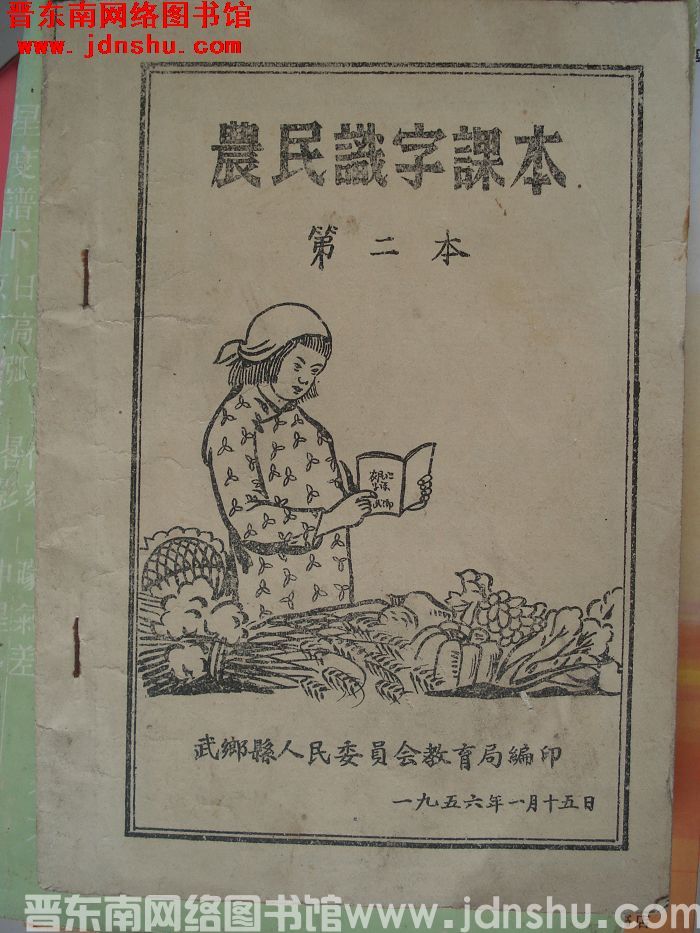 晋东南网络图书馆
www.jdnshu.com
農民識字課本
第二本
武鄉縣人民委員会教育局編印
一九五六年一月十五日
晋东南网络图书馆www.jdnshu.com